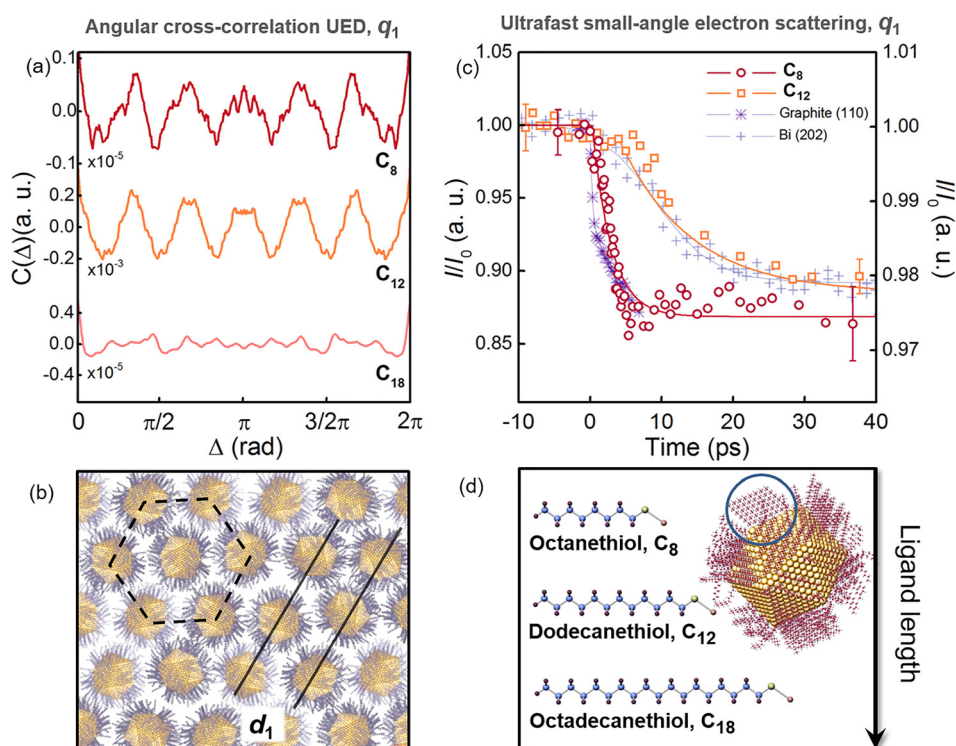 Angular cross-correlation UED, q₁
Ultrafast small-angle electron scattering, q₁
(a)
0.1
0.0
-0.1
x10⁻⁵
C₈
0.2
0.0
-0.2
x10⁻³
C₁₂
0.4
0.0
-0.4
x10⁻⁵
C₁₈
C(Δ)(a. u.)
0
π/2
π
3/2π
2π
Δ (rad)
(c)
1.05
1.00
0.95
0.90
0.85
I/I₀ (a. u.)
C₈
C₁₂
Graphite (110)
Bi (202)
1.01
1.00
0.99
0.98
0.97
I/I₀ (a. u.)
-10
0
10
20
30
40
Time (ps)
(b)
d₁
(d)
Octanethiol, C₈
Dodecanethiol, C₁₂
Octadecanethiol, C₁₈
Ligand length